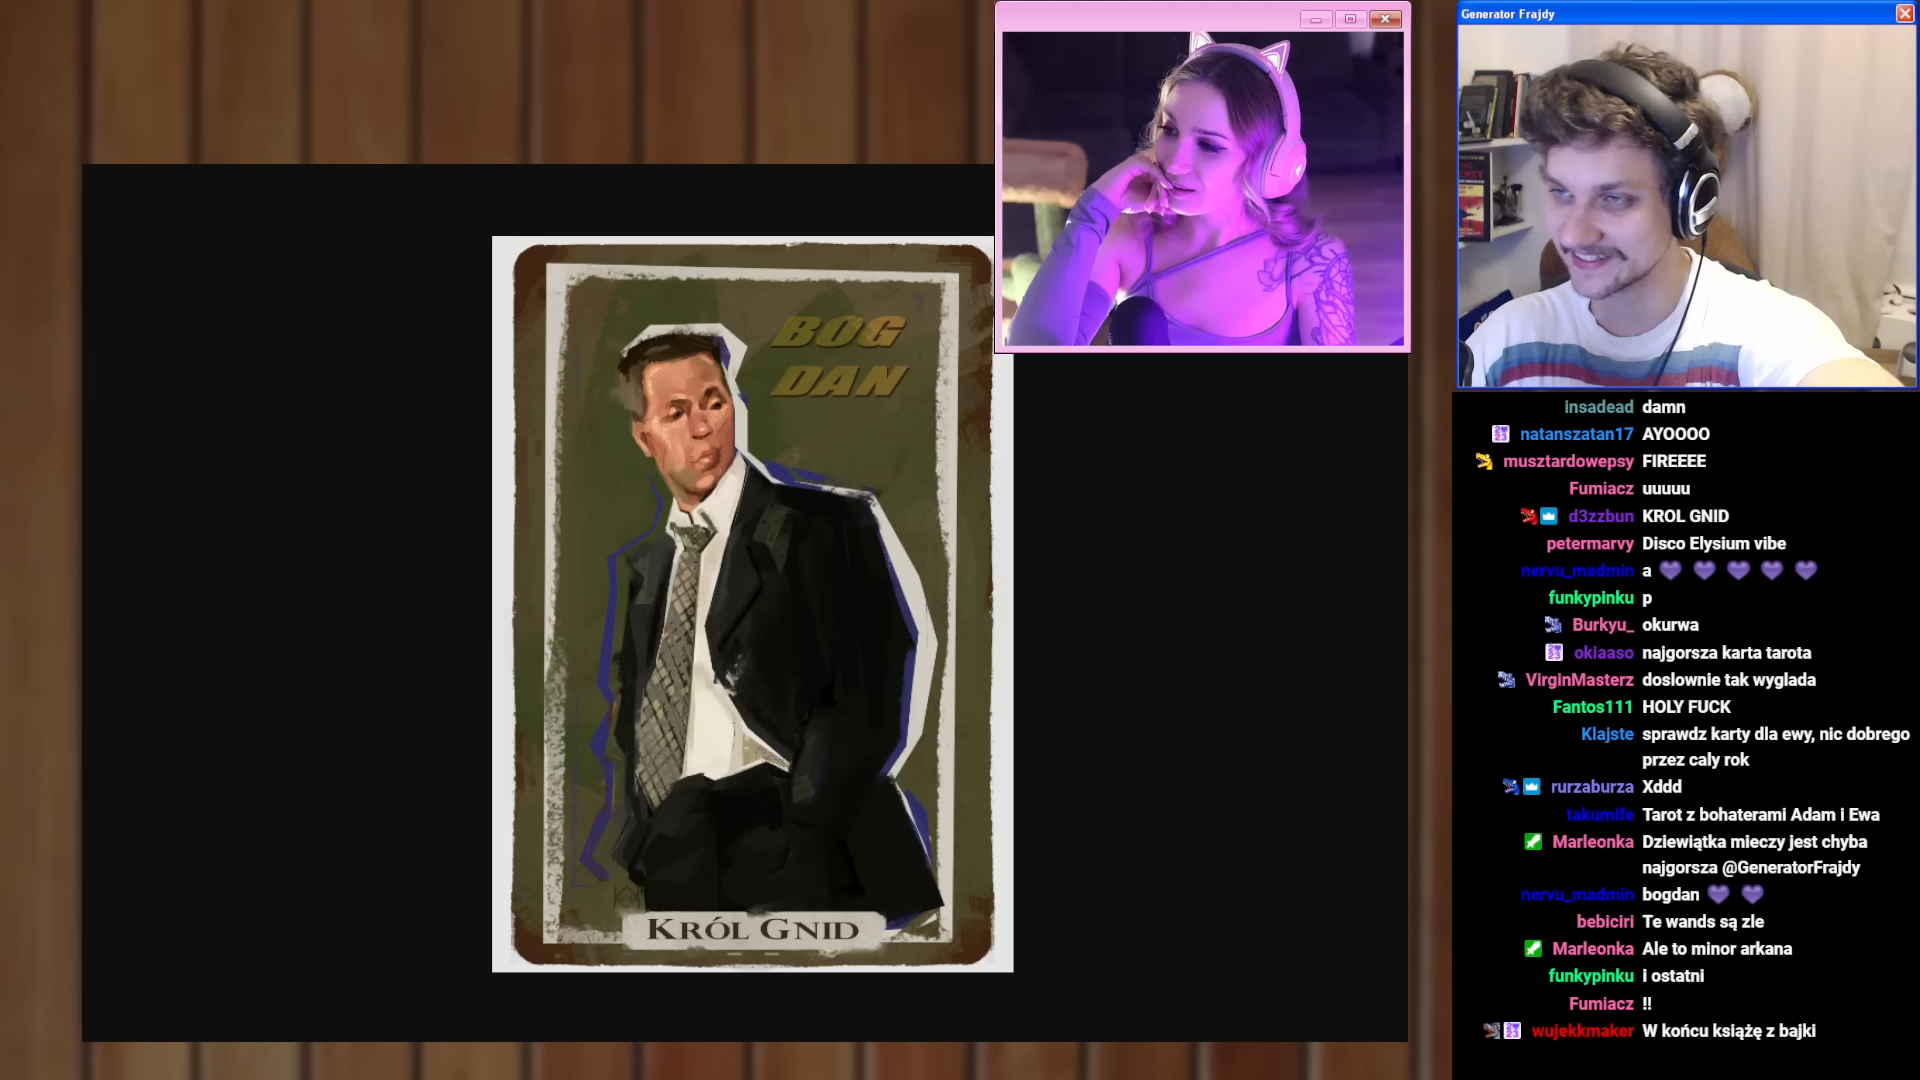 BOG
DAN
KRÓL GNID
Generator Frajdy
insadead damn
natanszatan17 AYOOOO
musztardowepsy FIREEEE
Fumiacz uuuuu
d3zzbun KROL GNID
petermarvy Disco Elysium vibe
nervu_madmin a
funkypinku p
Burkyu_ okurwa
okiaaso najgorsza karta tarota
VirginMasterz doslownie tak wyglada
Fantos111 HOLY FUCK
Klajste sprawdz karty dla ewy, nic dobrego
przez caly rok
rurzaburza Xddd
takumife Tarot z bohaterami Adam i Ewa
Marleonka Dziewiątka mieczy jest chyba
najgorsza @GeneratorFrajdy
nervu_madmin bogdan
bebiciri Te wands są zle
Marleonka Ale to minor arkana
funkypinku i ostatni
Fumiacz !!
wujekkmaker W końcu książę z bajki